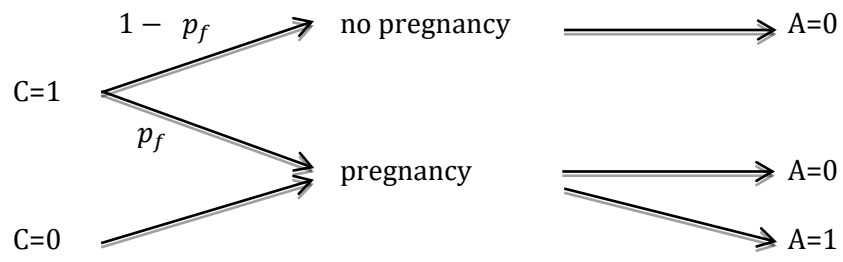 1 − p_f no pregnancy A=0
C=1
p_f
pregnancy A=0
C=0 A=1